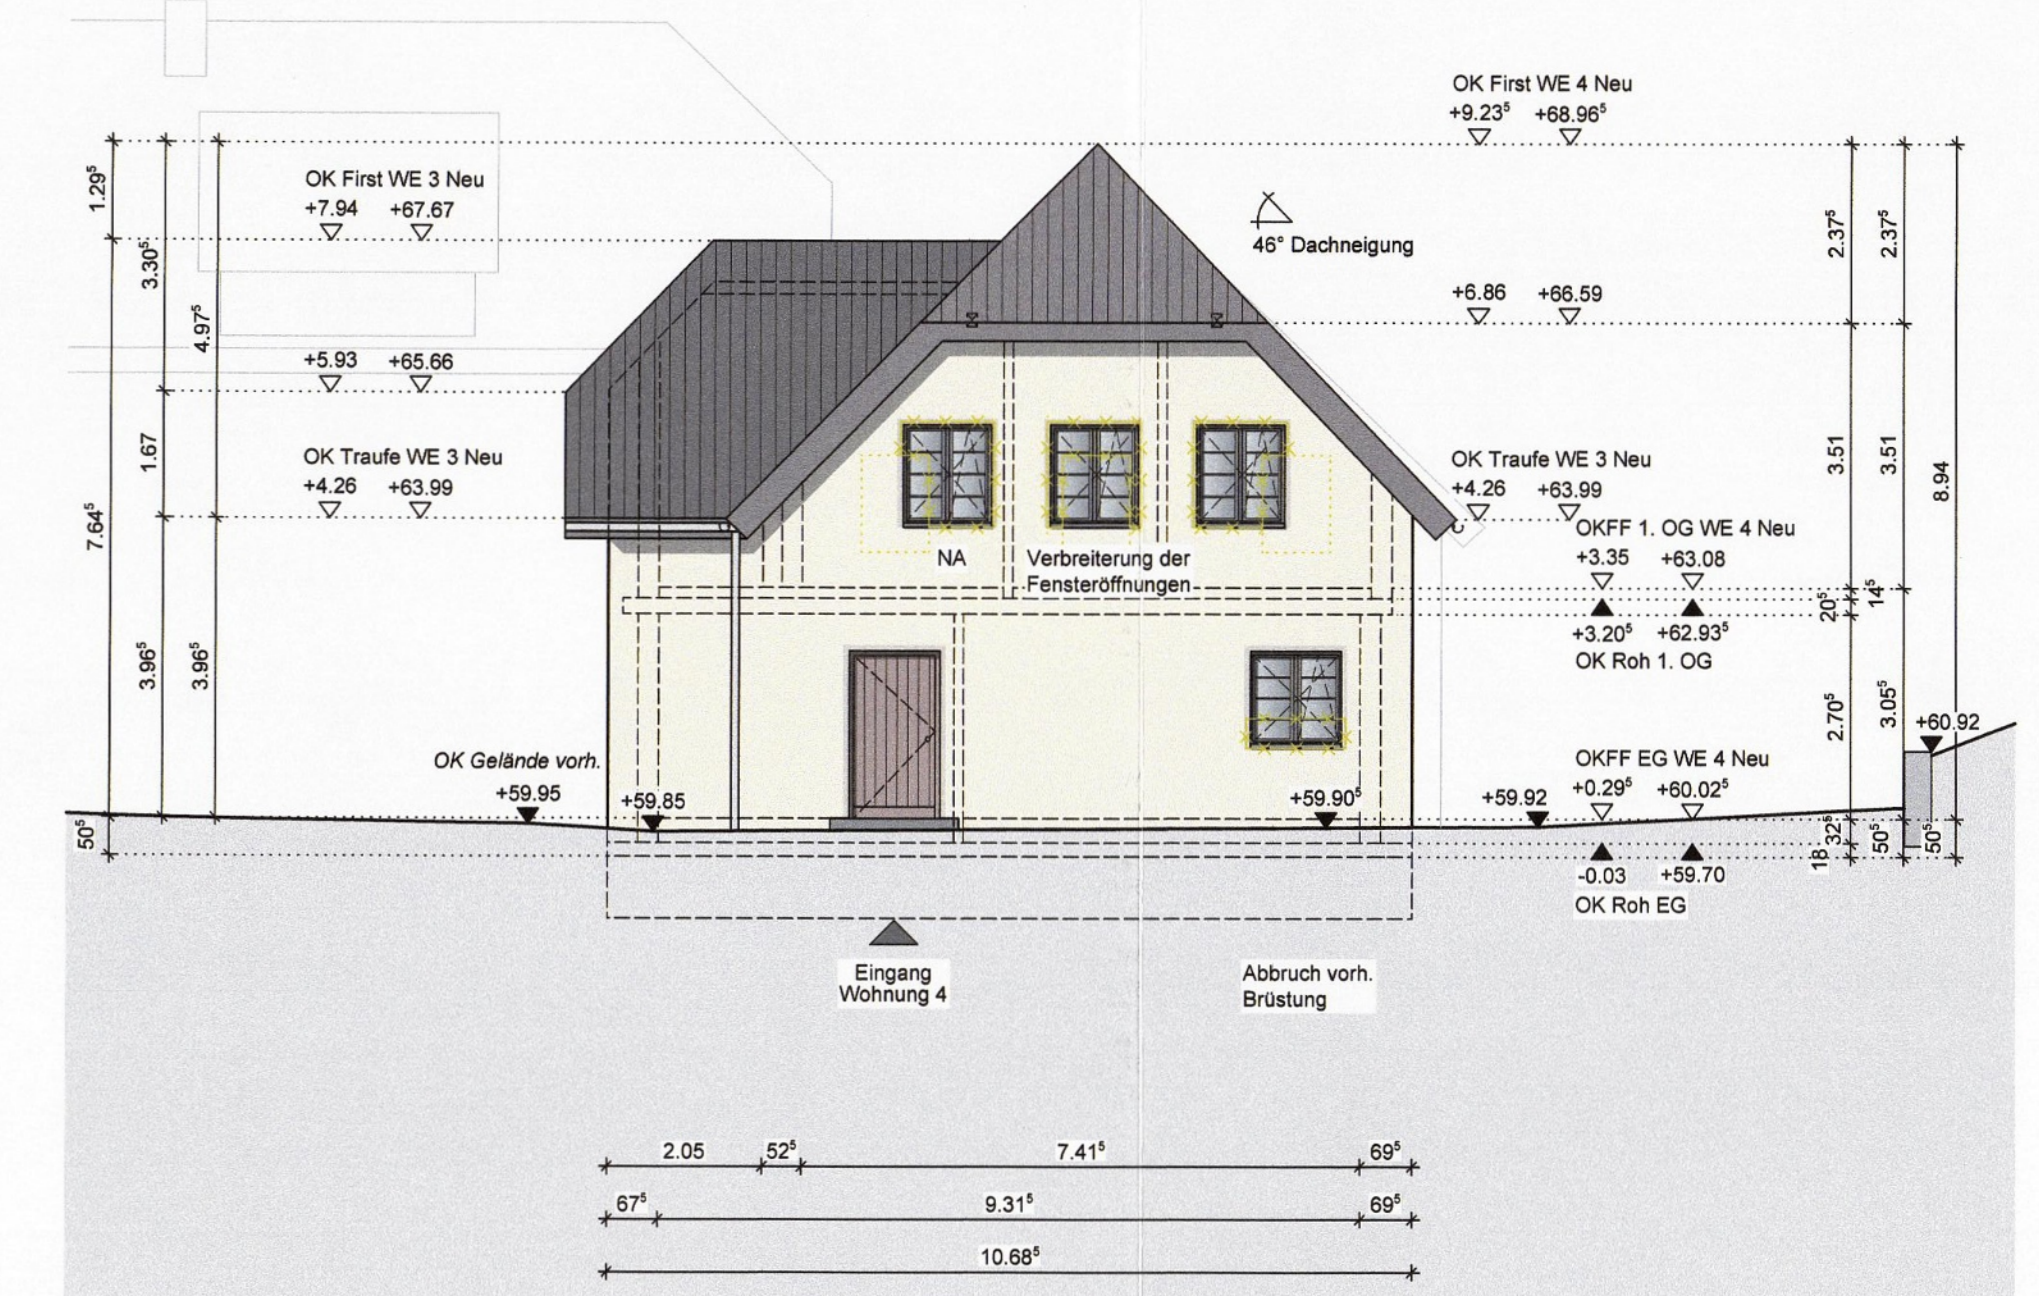 OK First WE 4 Neu
+9.23⁵ +68.96⁵
OK First WE 3 Neu
+7.94 +67.67
1.29⁵
3.30⁵
4.97⁵
46° Dachneigung
2.37⁵
2.37⁵
+6.86 +66.59
+5.93 +65.66
1.67
OK Traufe WE 3 Neu
+4.26 +63.99
7.64⁵
OK Traufe WE 3 Neu
+4.26 +63.99
3.51
3.51
8.94
OKFF 1. OG WE 4 Neu
+3.35 +63.08
NA
Verbreiterung der
Fensteröffnungen
20⁵
14⁵
+3.20⁵ +62.93⁵
OK Roh 1. OG
3.96⁵
3.96⁵
2.70⁵
3.05⁵
+60.92
OK Gelände vorh.
+59.95
+59.85
+59.90⁵
+59.92
OKFF EG WE 4 Neu
+0.29⁵ +60.02⁵
50⁵
18
32⁵
50⁵
50⁵
-0.03 +59.70
OK Roh EG
Eingang
Wohnung 4
Abbruch vorh.
Brüstung
2.05
52⁵
7.41⁵
69⁵
67⁵
9.31⁵
69⁵
10.68⁵